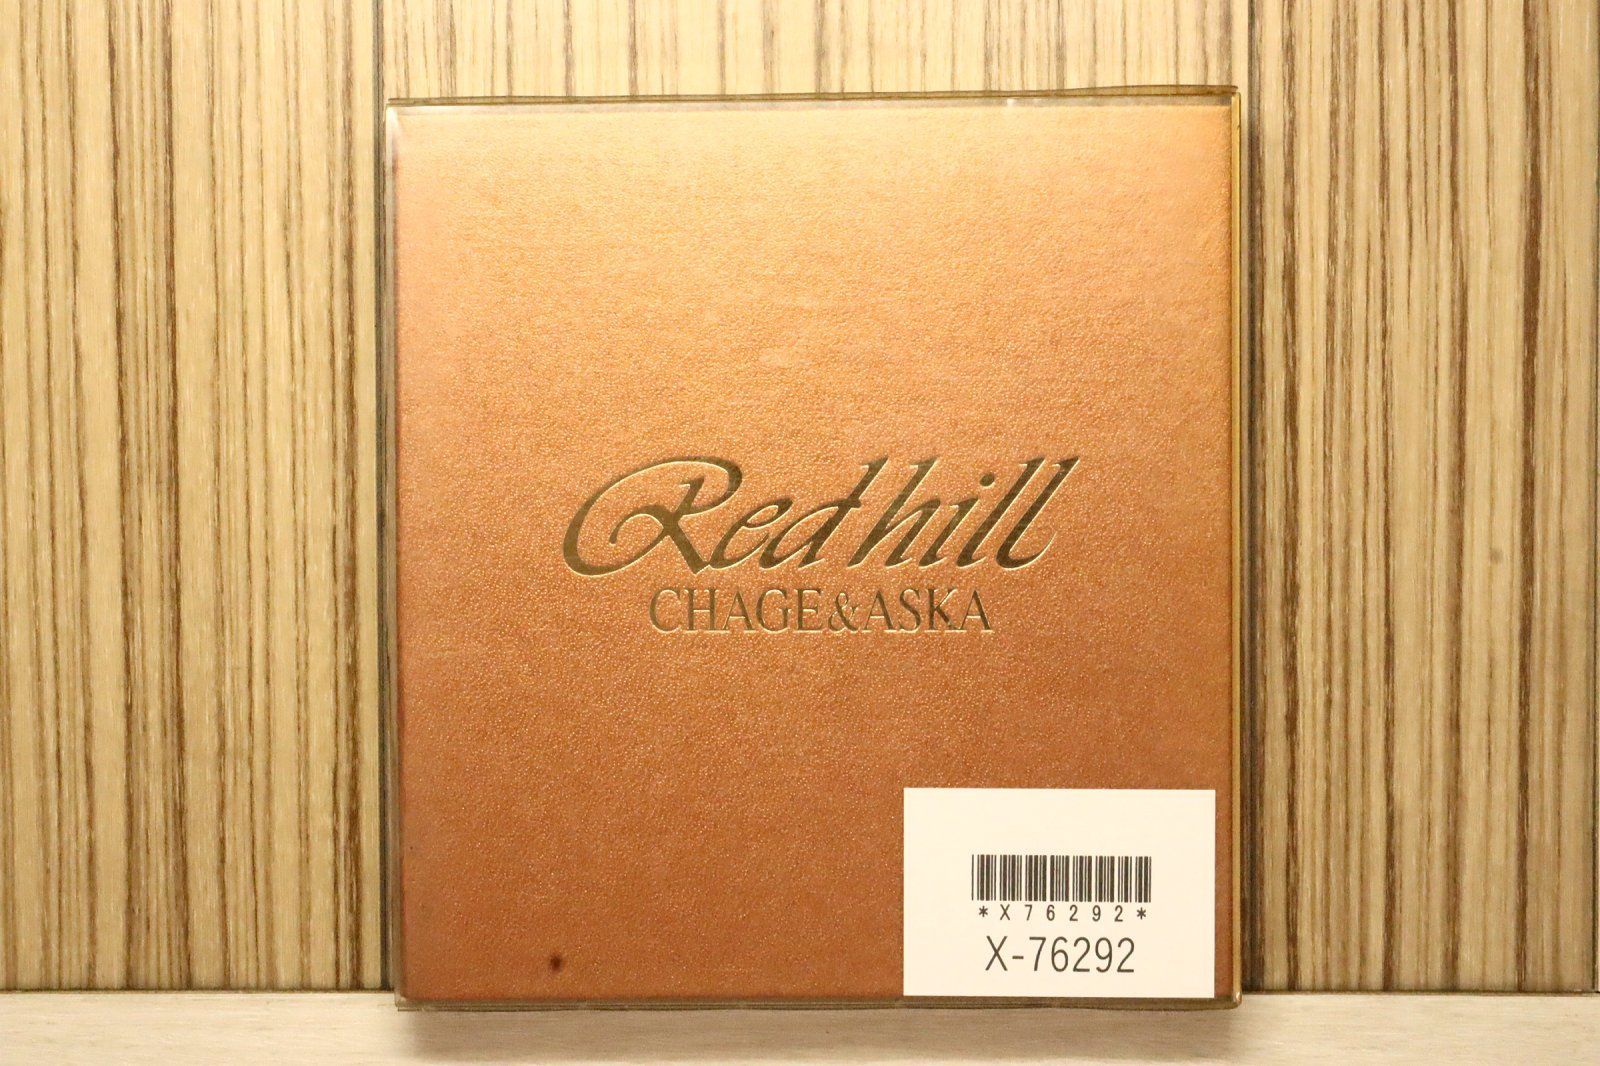 Red hill
CHAGE&ASKA
*X76292*
X-76292